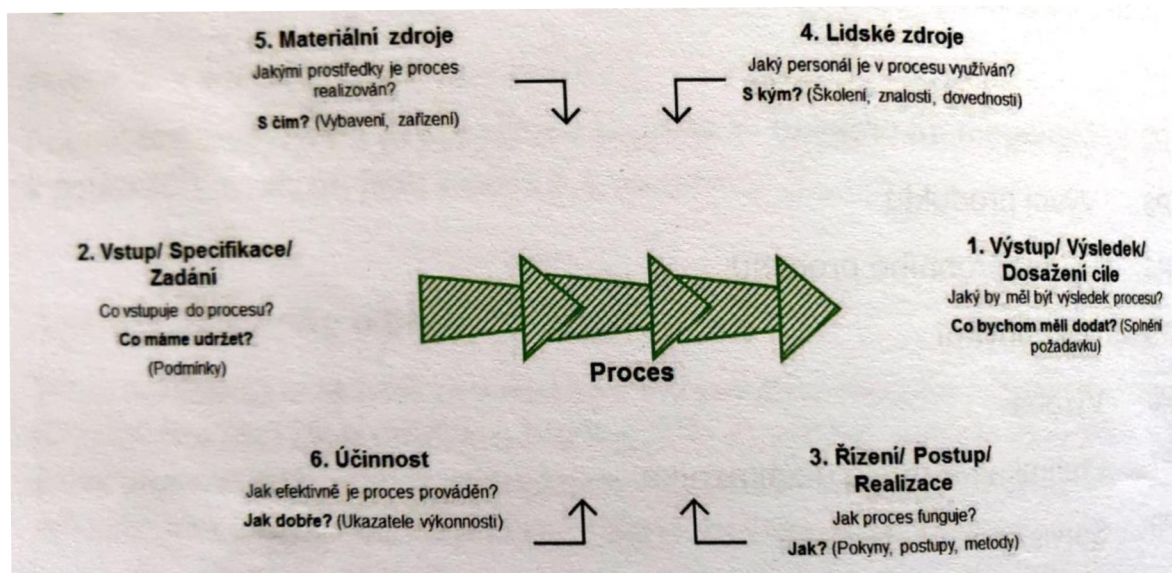 5. Materiální zdroje
Jakými prostředky je proces
realizován?
S čím? (Vybavení, zařízení)
4. Lidské zdroje
Jaký personál je v procesu využíván?
S kým? (Školení, znalosti, dovednosti)
2. Vstup/ Specifikace/
Zadání
Co vstupuje do procesu?
Co máme udržet?
(Podmínky)
Proces
1. Výstup/ Výsledek/
Dosažení cíle
Jaký by měl být výsledek procesu?
Co bychom měli dodat? (Splnění
požadavku)
6. Účinnost
Jak efektivně je proces prováděn?
Jak dobře? (Ukazatele výkonnosti)
3. Řízení/ Postup/
Realizace
Jak proces funguje?
Jak? (Pokyny, postupy, metody)